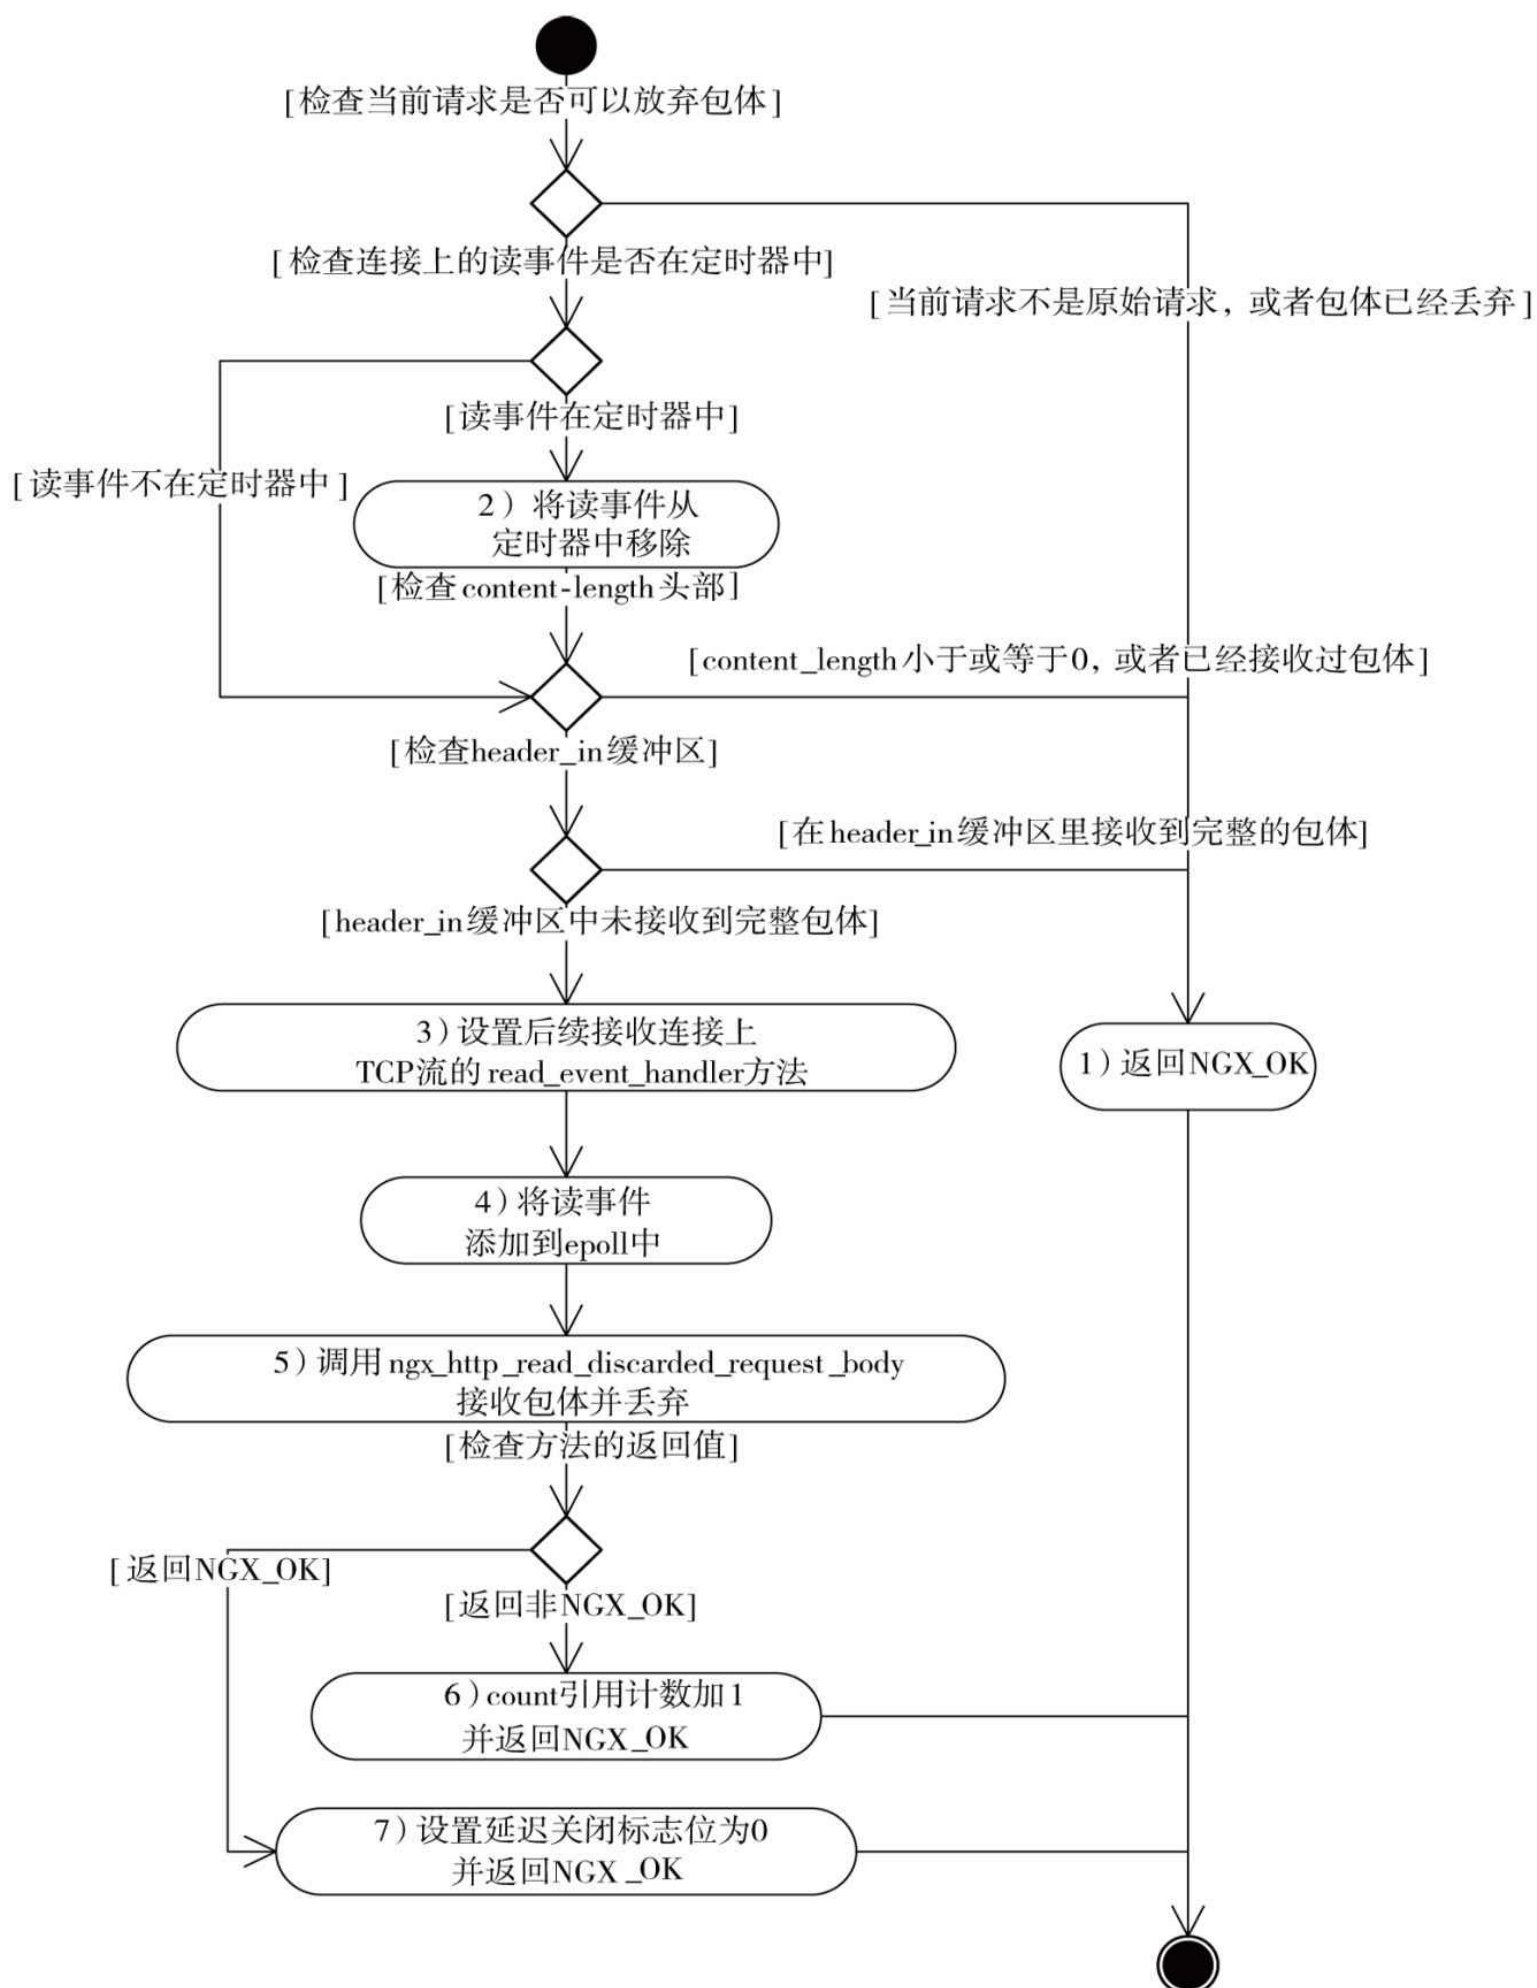 [检查当前请求是否可以放弃包体]
[检查连接上的读事件是否在定时器中]
[当前请求不是原始请求，或者包体已经丢弃]
[读事件在定时器中]
[读事件不在定时器中]
2）将读事件从
定时器中移除
[检查content-length头部]
[content_length小于或等于0，或者已经接收过包体]
[检查header_in缓冲区]
[在header_in缓冲区里接收到完整的包体]
[header_in缓冲区中未接收到完整包体]
3）设置后续接收连接上
TCP流的read_event_handler方法
1）返回NGX_OK
4）将读事件
添加到epoll中
5）调用ngx_http_read_discarded_request_body
接收包体并丢弃
[检查方法的返回值]
[返回NGX_OK]
[返回非NGX_OK]
6）count引用计数加1
并返回NGX_OK
7）设置延迟关闭标志位为0
并返回NGX_OK